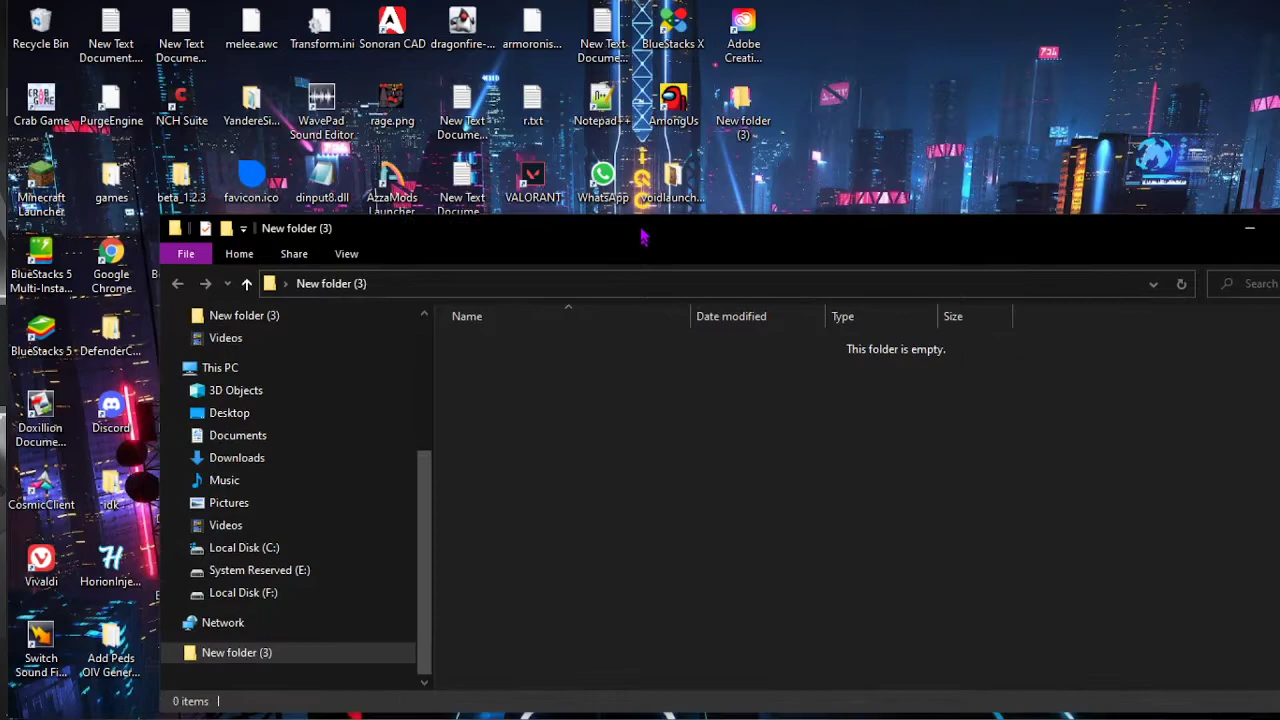 Recycle Bin
New Text
Document....
New Text
Docume...
melee.awc
Transform.ini
Sonoran CAD
dragonfire-...
armoronis...
New Text
Docume...
BlueStacks X
Adobe
Creati...
CRAB
GAME
Crab Game
PurgeEngine
NCH Suite
YandereSi...
WavePad
Sound Editor
rage.png
New Text
Docume...
r.txt
Notepad++
AmongUs
New folder
(3)
Minecraft
Launcher
games
beta_1.2.3
favicon.ico
dinput8.dll
AzzaMods
Launcher
New Text
Docume...
VALORANT
WhatsApp
voidlaunch...
BlueStacks 5
Multi-Insta...
Google
Chrome
BlueStacks 5
DefenderC...
Doxillion
Docume...
Discord
CosmicClient
idk
Vivaldi
HorionInje...
Switch
Sound Fi...
Add Peds
OIV Gener...
New folder (3)
File
Home
Share
View
New folder (3)
Search
New folder (3)
Videos
This PC
3D Objects
Desktop
Documents
Downloads
Music
Pictures
Videos
Local Disk (C:)
System Reserved (E:)
Local Disk (F:)
Network
New folder (3)
Name
Date modified
Type
Size
This folder is empty.
0 items